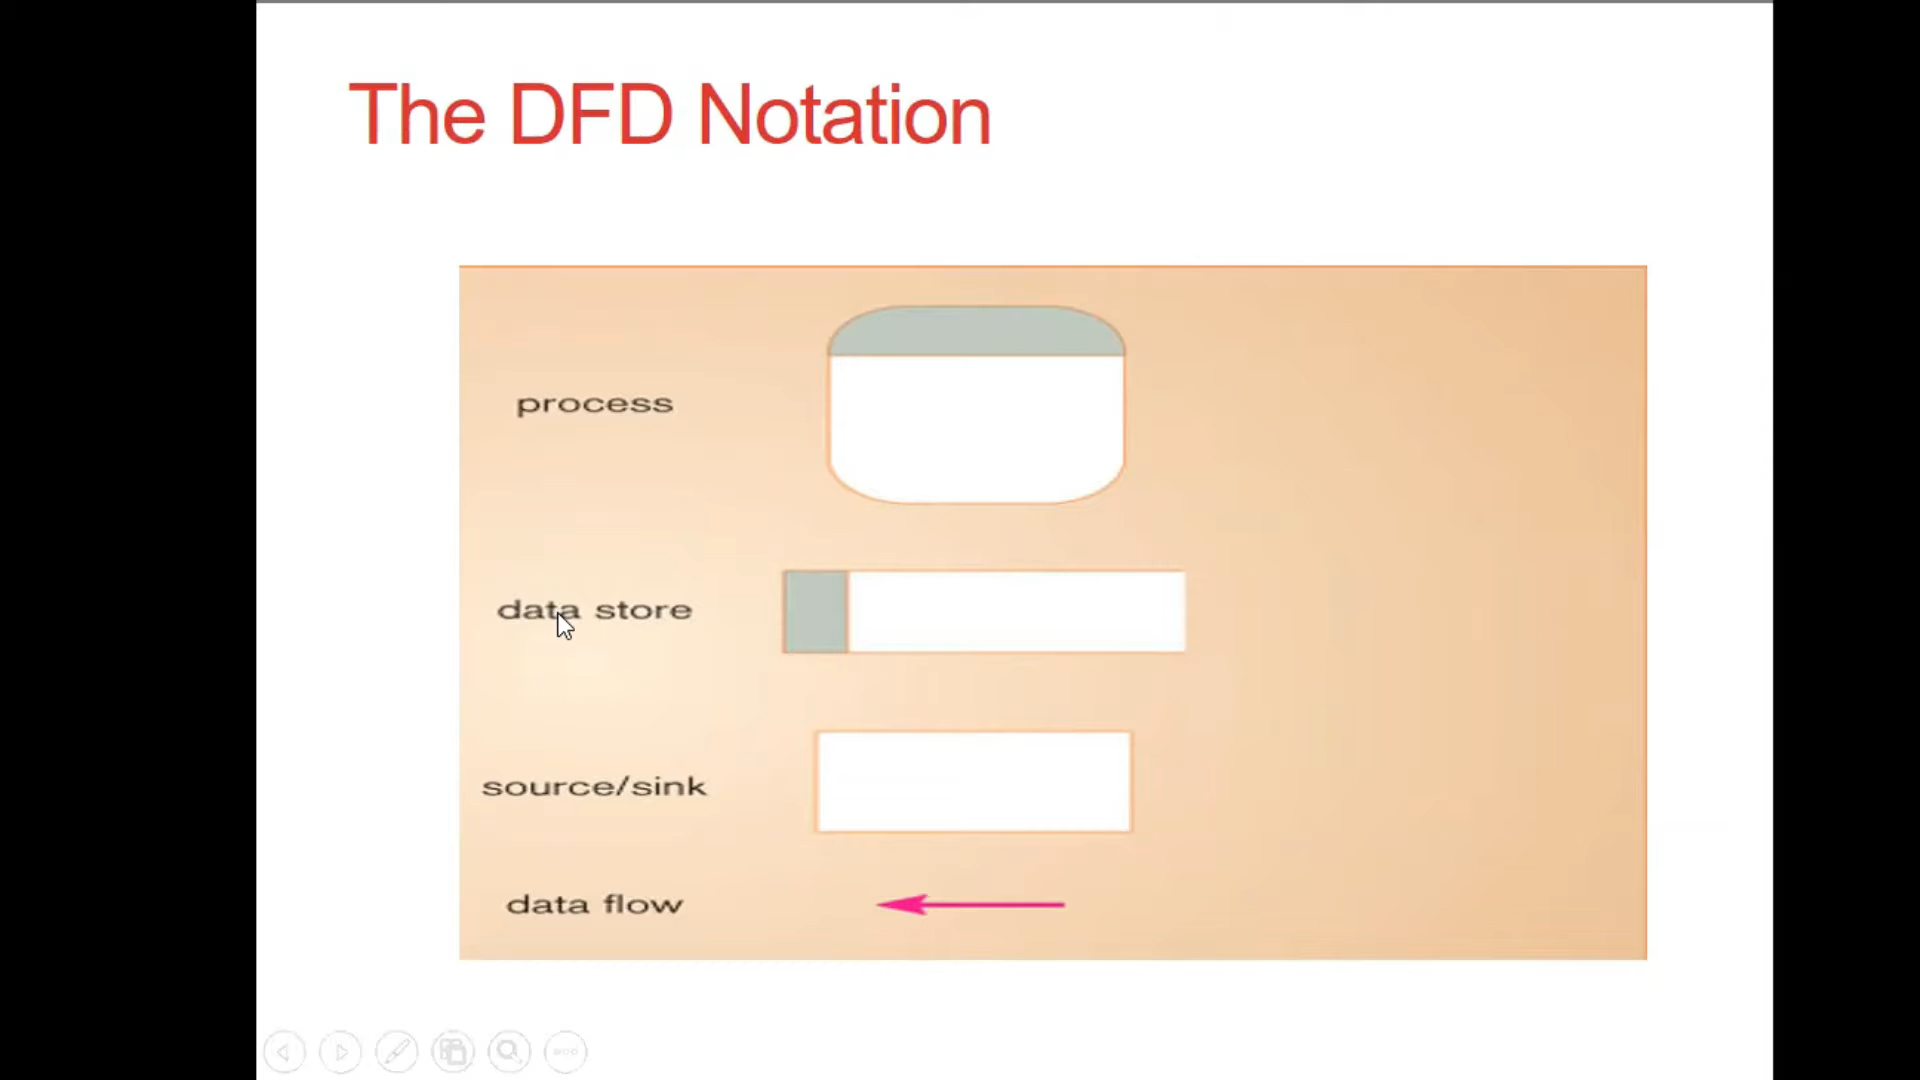 The DFD Notation
process
data store
source/sink
data flow